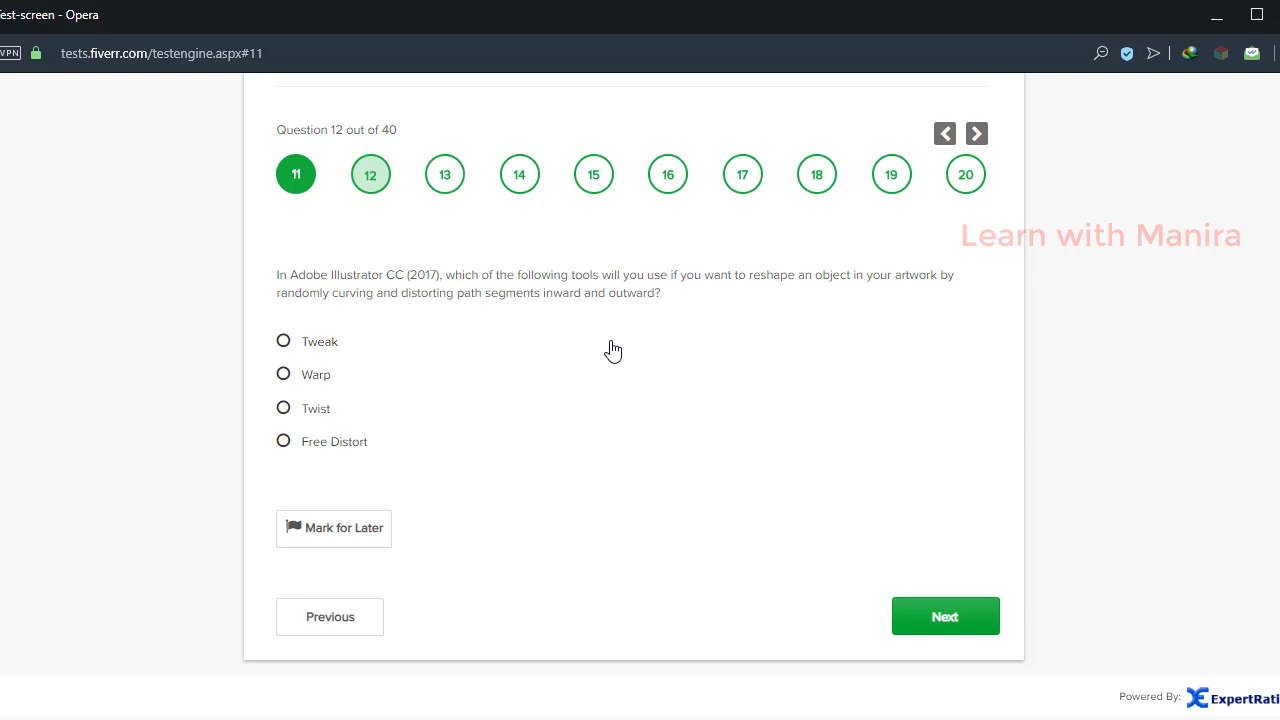 Test-screen - Opera
VPN
tests.fiverr.com/testengine.aspx#11
Question 12 out of 40
11 12 13 14 15 16 17 18 19 20
Learn with Manira
In Adobe Illustrator CC (2017), which of the following tools will you use if you want to reshape an object in your artwork by
randomly curving and distorting path segments inward and outward?
Tweak
Warp
Twist
Free Distort
Mark for Later
Previous
Next
Powered By:
ExpertRati